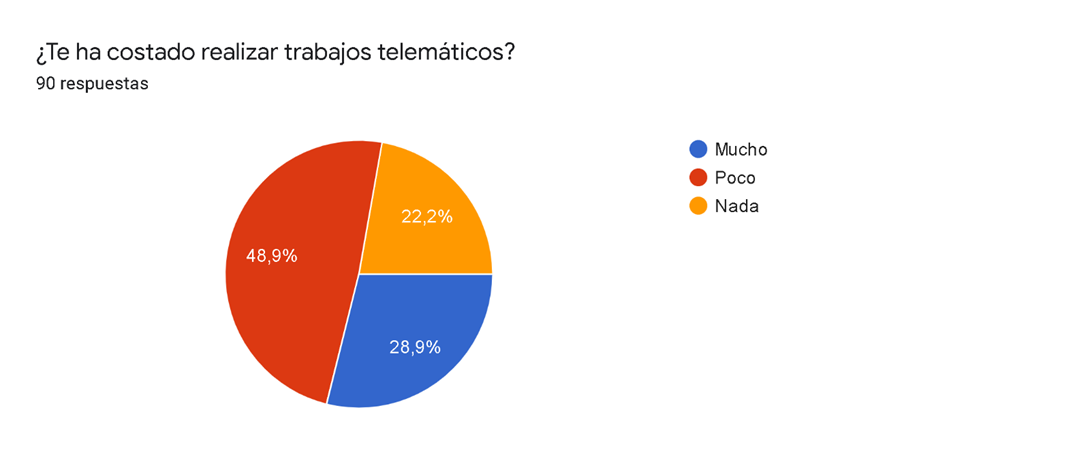 ¿Te ha costado realizar trabajos telemáticos?
90 respuestas
Mucho
Poco
Nada
22,2%
48,9%
28,9%